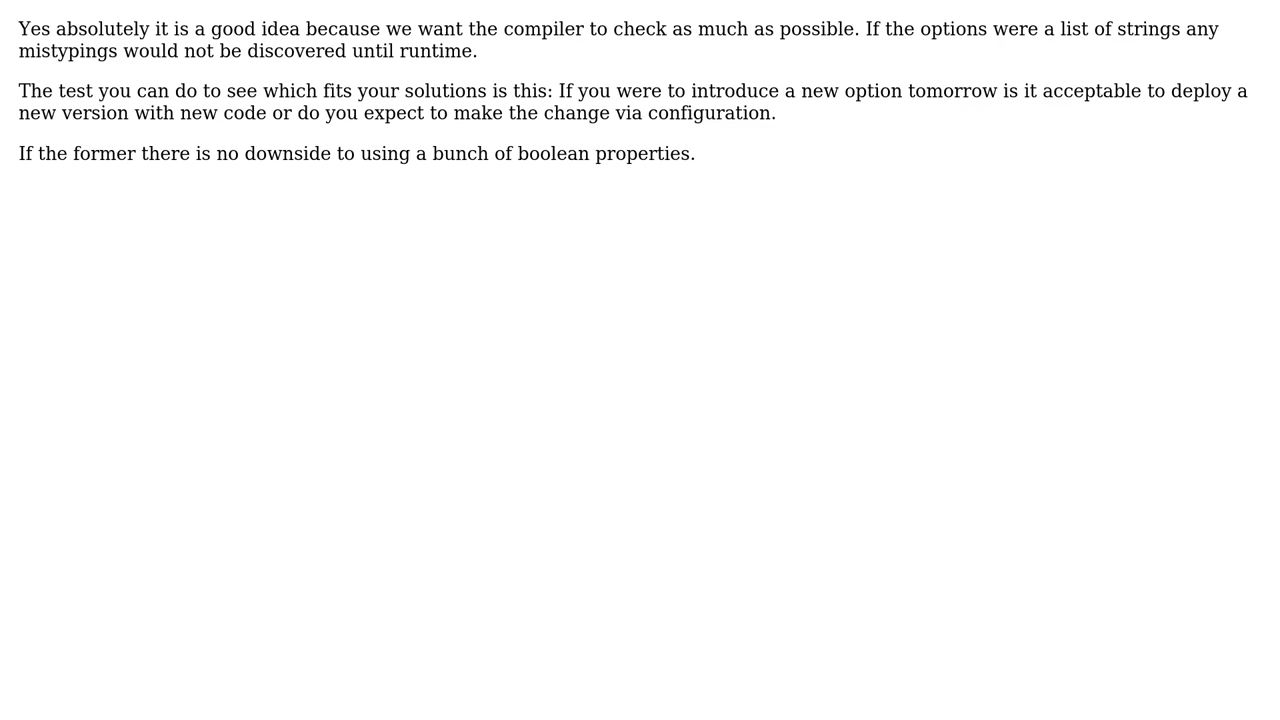 Yes absolutely it is a good idea because we want the compiler to check as much as possible. If the options were a list of strings any
mistypings would not be discovered until runtime.
The test you can do to see which fits your solutions is this: If you were to introduce a new option tomorrow is it acceptable to deploy a
new version with new code or do you expect to make the change via configuration.
If the former there is no downside to using a bunch of boolean properties.